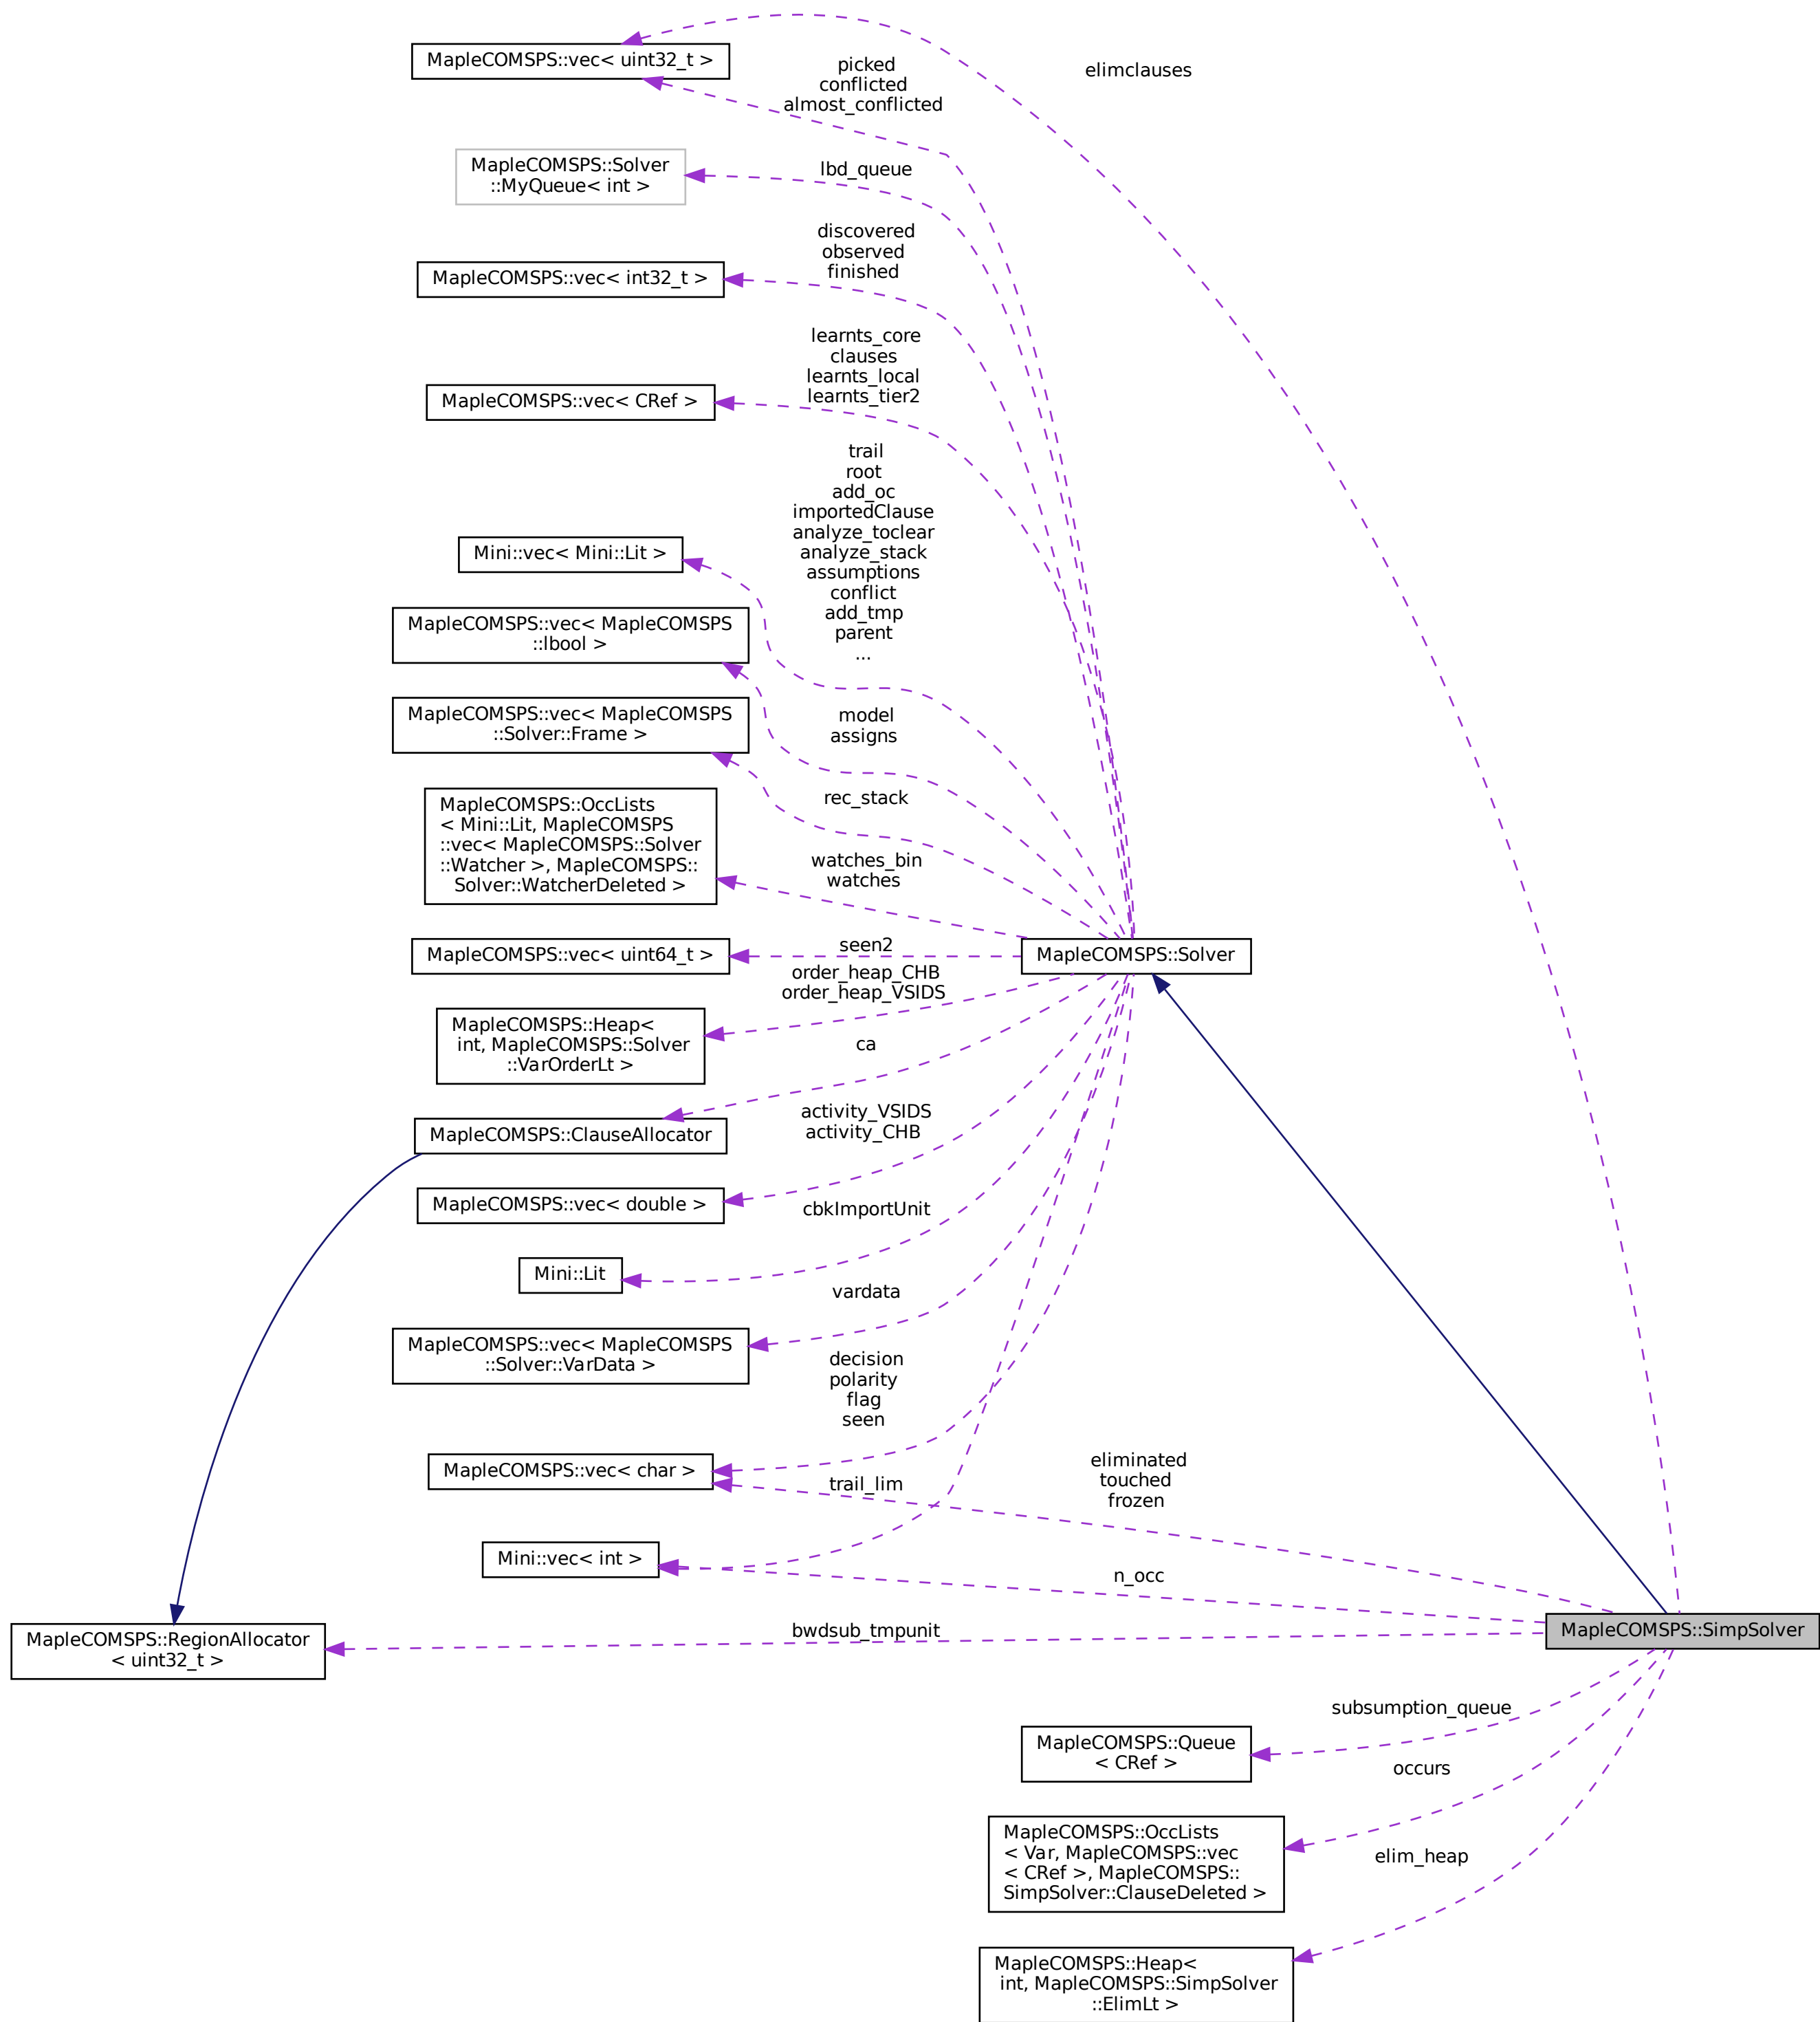 MapleCOMSPS::vec< uint32_t >
elimclauses
picked
conflicted
almost_conflicted
MapleCOMSPS::Solver
::MyQueue< int >
lbd_queue
discovered
observed
finished
MapleCOMSPS::vec< int32_t >
learnts_core
clauses
learnts_local
learnts_tier2
MapleCOMSPS::vec< CRef >
trail
root
add_oc
importedClause
analyze_toclear
analyze_stack
assumptions
conflict
add_tmp
parent
...
Mini::vec< Mini::Lit >
MapleCOMSPS::vec< MapleCOMSPS
::lbool >
model
assigns
MapleCOMSPS::vec< MapleCOMSPS
::Solver::Frame >
rec_stack
MapleCOMSPS::OccLists
< Mini::Lit, MapleCOMSPS
::vec< MapleCOMSPS::Solver
::Watcher >, MapleCOMSPS::
Solver::WatcherDeleted >
watches_bin
watches
MapleCOMSPS::vec< uint64_t >
seen2
MapleCOMSPS::Solver
order_heap_CHB
order_heap_VSIDS
MapleCOMSPS::Heap<
int, MapleCOMSPS::Solver
::VarOrderLt >
ca
MapleCOMSPS::ClauseAllocator
activity_VSIDS
activity_CHB
MapleCOMSPS::vec< double >
cbkImportUnit
Mini::Lit
vardata
MapleCOMSPS::vec< MapleCOMSPS
::Solver::VarData >
decision
polarity
flag
seen
MapleCOMSPS::vec< char >
trail_lim
eliminated
touched
frozen
Mini::vec< int >
n_occ
MapleCOMSPS::RegionAllocator
< uint32_t >
bwdsub_tmpunit
MapleCOMSPS::SimpSolver
subsumption_queue
MapleCOMSPS::Queue
< CRef >
occurs
MapleCOMSPS::OccLists
< Var, MapleCOMSPS::vec
< CRef >, MapleCOMSPS::
SimpSolver::ClauseDeleted >
elim_heap
MapleCOMSPS::Heap<
int, MapleCOMSPS::SimpSolver
::ElimLt >